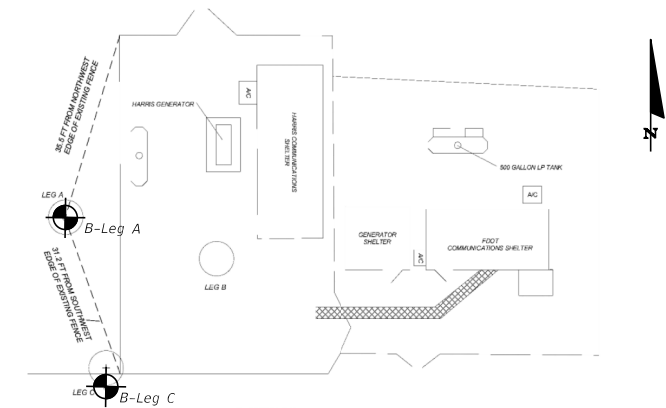 35.5 FT FROM NORTHWEST
EDGE OF EXISTING FENCE
HARRIS GENERATOR
A/C
HARRIS COMMUNICATIONS
SHELTER
N
500 GALLON LP TANK
A/C
LEG A
B-Leg A
GENERATOR
SHELTER
FDOT
COMMUNICATIONS SHELTER
A/C
31.2 FT FROM SOUTHWEST
EDGE OF EXISTING FENCE
LEG B
LEG C
B-Leg C